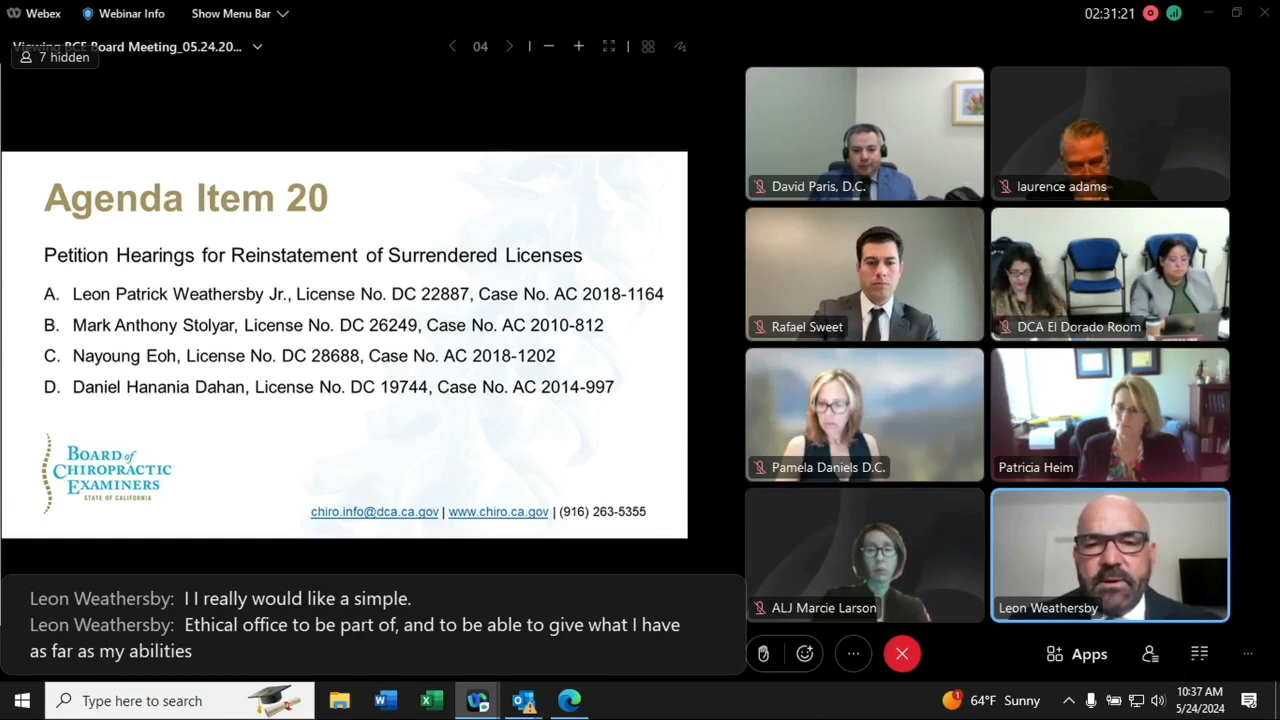 Webex
Webinar Info
Show Menu Bar
02:31:21
Viewing BCE Board Meeting_05.24.20...
04
7 hidden
Agenda Item 20
Petition Hearings for Reinstatement of Surrendered Licenses
A. Leon Patrick Weathersby Jr., License No. DC 22887, Case No. AC 2018-1164
B. Mark Anthony Stolyar, License No. DC 26249, Case No. AC 2010-812
C. Nayoung Eoh, License No. DC 28688, Case No. AC 2018-1202
D. Daniel Hanania Dahan, License No. DC 19744, Case No. AC 2014-997
BOARD of
CHIROPRACTIC
EXAMINERS
STATE OF CALIFORNIA
chiro.info@dca.ca.gov | www.chiro.ca.gov | (916) 263-5355
David Paris, D.C.
laurence adams
Rafael Sweet
DCA El Dorado Room
Pamela Daniels D.C.
Patricia Heim
ALJ Marcie Larson
Leon Weathersby
Leon Weathersby: I I really would like a simple.
Leon Weathersby: Ethical office to be part of, and to be able to give what I have
as far as my abilities
Apps
Type here to search
1
64°F Sunny
10:37 AM
5/24/2024